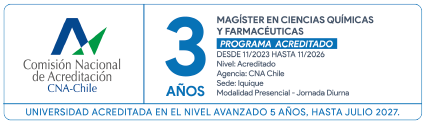 CNA
Comisión Nacional
de Acreditación
CNA-Chile
3
AÑOS
MAGÍSTER EN CIENCIAS QUÍMICAS
Y FARMACÉUTICAS
PROGRAMA ACREDITADO
DESDE 11/2023 HASTA 11/2026
Nivel: Acreditado
Agencia: CNA Chile
Sede: Iquique
Modalidad Presencial - Jornada Diurna
UNIVERSIDAD ACREDITADA EN EL NIVEL AVANZADO 5 AÑOS, HASTA JULIO 2027.